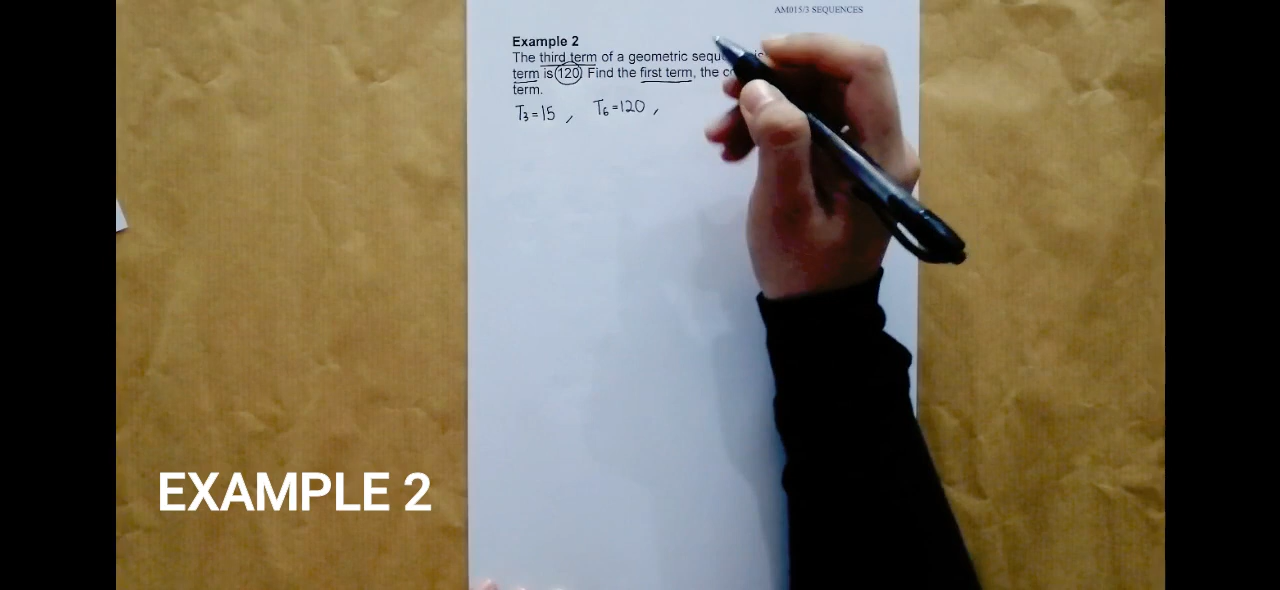 AM015/3 SEQUENCES
Example 2
The third term of a geometric is
term is 120 Find the first term, the
term.
T3 = 15 , T6 = 120 ,
EXAMPLE 2